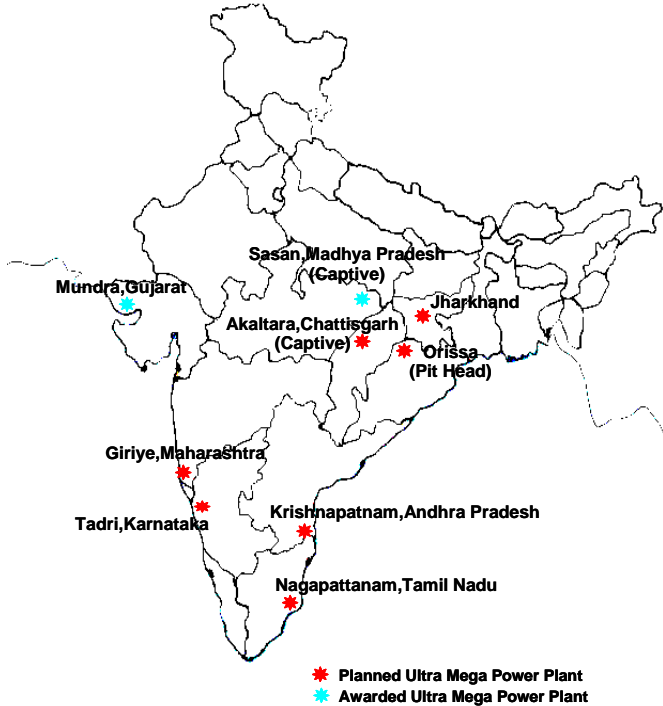 Sasan,Madhya Pradesh
(Captive)
Mundra,Gujarat
Jharkhand
Akaltara,Chattisgarh
(Captive)
Orissa
(Pit Head)
Giriye,Maharashtra
Tadri,Karnataka
Krishnapatnam,Andhra Pradesh
Nagapattanam,Tamil Nadu
Planned Ultra Mega Power Plant
Awarded Ultra Mega Power Plant